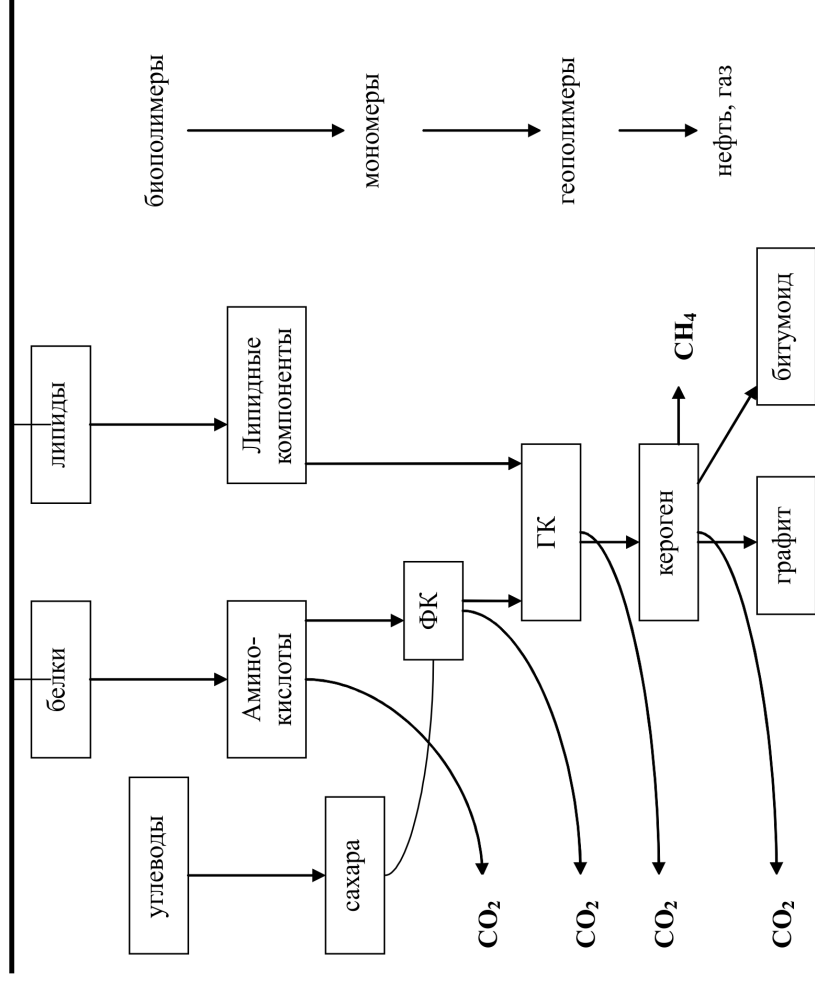 липиды
белки
углеводы
Липидные
компоненты
Амино-
кислоты
сахара
ФК
ГК
кероген
CH₄
битумоид
графит
CO₂
CO₂
CO₂
CO₂
биополимеры
мономеры
геополимеры
нефть, газ